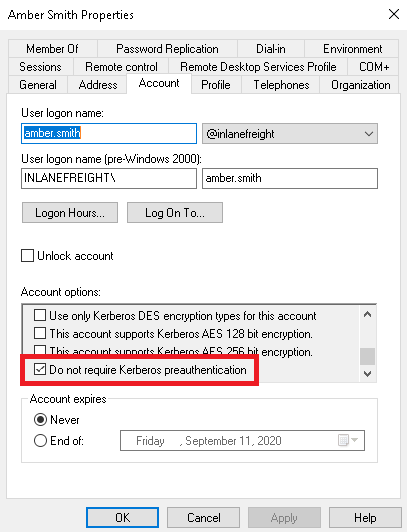 Amber Smith Properties
Member Of Password Replication Dial-in Environment
Sessions Remote control Remote Desktop Services Profile COM+
General Address Account Profile Telephones Organization
User logon name:
amber.smith @inlanefreight
User logon name (pre-Windows 2000):
INLANEFREIGHT\ amber.smith
Logon Hours... Log On To...
Unlock account
Account options:
Use only Kerberos DES encryption types for this account
This account supports Kerberos AES 128 bit encryption.
This account supports Kerberos AES 256 bit encryption.
Do not require Kerberos preauthentication
Account expires
Never
End of: Friday , September 11, 2020
OK Cancel Apply Help